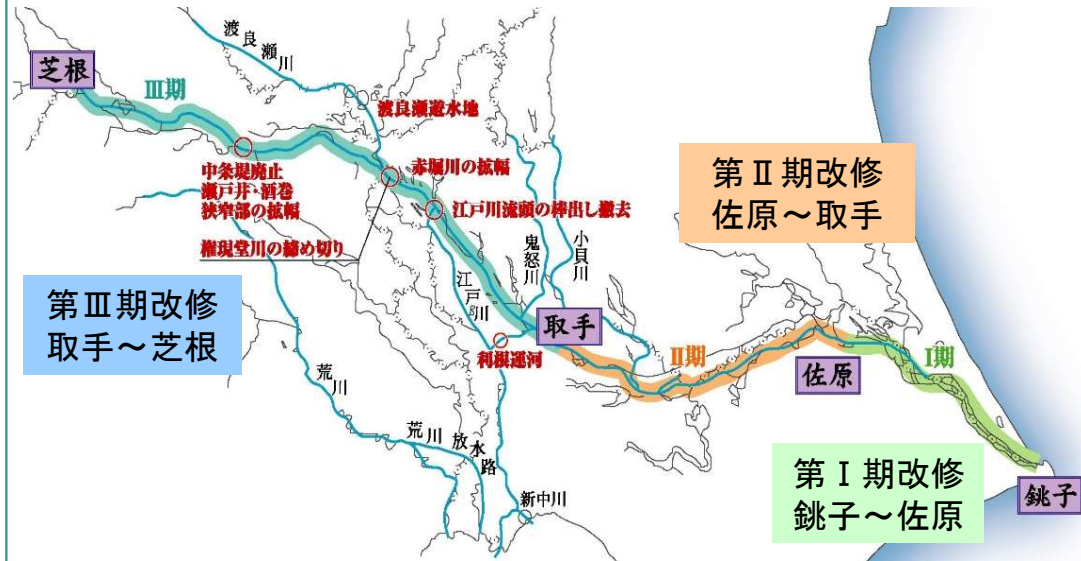 渡良瀬川
芝根
Ⅲ期
渡良瀬遊水地
中条堤廃止
瀬戸井・酒巻
狭窄部の拡幅
赤堀川の拡幅
江戸川流頭の棒出し撤去
権現堂川の締め切り
鬼怒川
小貝川
第Ⅱ期改修
佐原～取手
第Ⅲ期改修
取手～芝根
江戸川
取手
利根運河
Ⅱ期
佐原
Ⅰ期
荒川
荒川放水路
新中川
第Ⅰ期改修
銚子～佐原
銚子